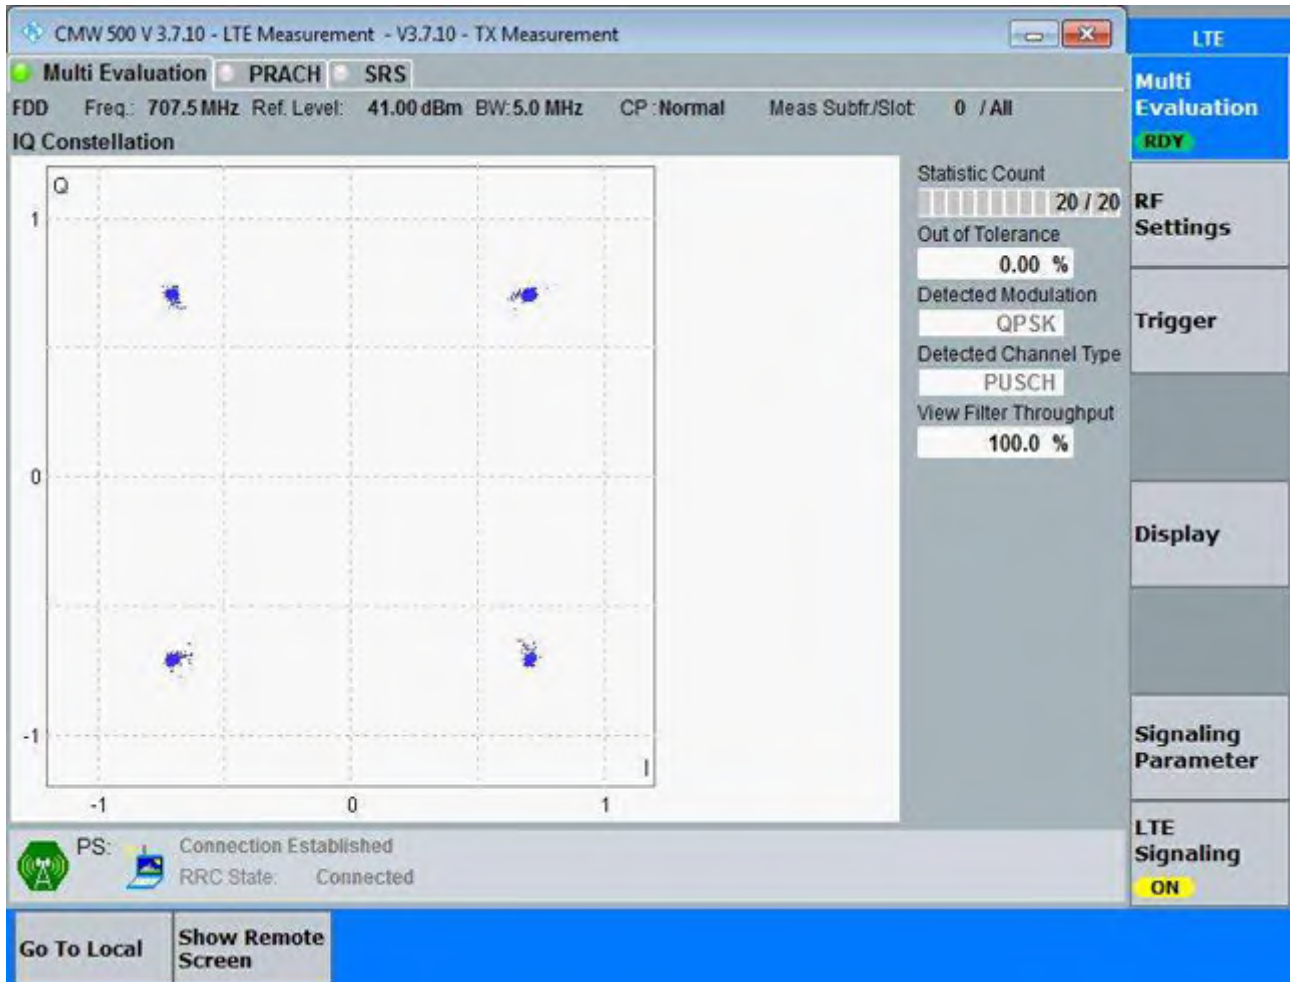 CMW 500 V 3.7.10 - LTE Measurement - V3.7.10 - TX Measurement
LTE
Multi Evaluation PRACH SRS
FDD Freq.: 707.5 MHz Ref. Level: 41.00 dBm BW: 5.0 MHz CP : Normal Meas Subfr./Slot: 0 / All
IQ Constellation
Q
1
0
-1
I
-1 0 1
Statistic Count
20 / 20
Out of Tolerance
0.00 %
Detected Modulation
QPSK
Detected Channel Type
PUSCH
View Filter Throughput
100.0 %
Multi
Evaluation
RDY
RF
Settings
Trigger
Display
Signaling
Parameter
LTE
Signaling
ON
PS: Connection Established
RRC State: Connected
Go To Local
Show Remote
Screen